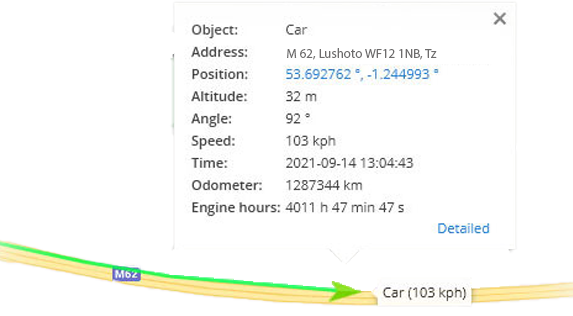 Object: Car
Address: M 62, Lushoto WF12 1NB, Tz
Position: 53.692762 °, -1.244993 °
Altitude: 32 m
Angle: 92 °
Speed: 103 kph
Time: 2021-09-14 13:04:43
Odometer: 1287344 km
Engine hours: 4011 h 47 min 47 s
Detailed
M62
Car (103 kph)